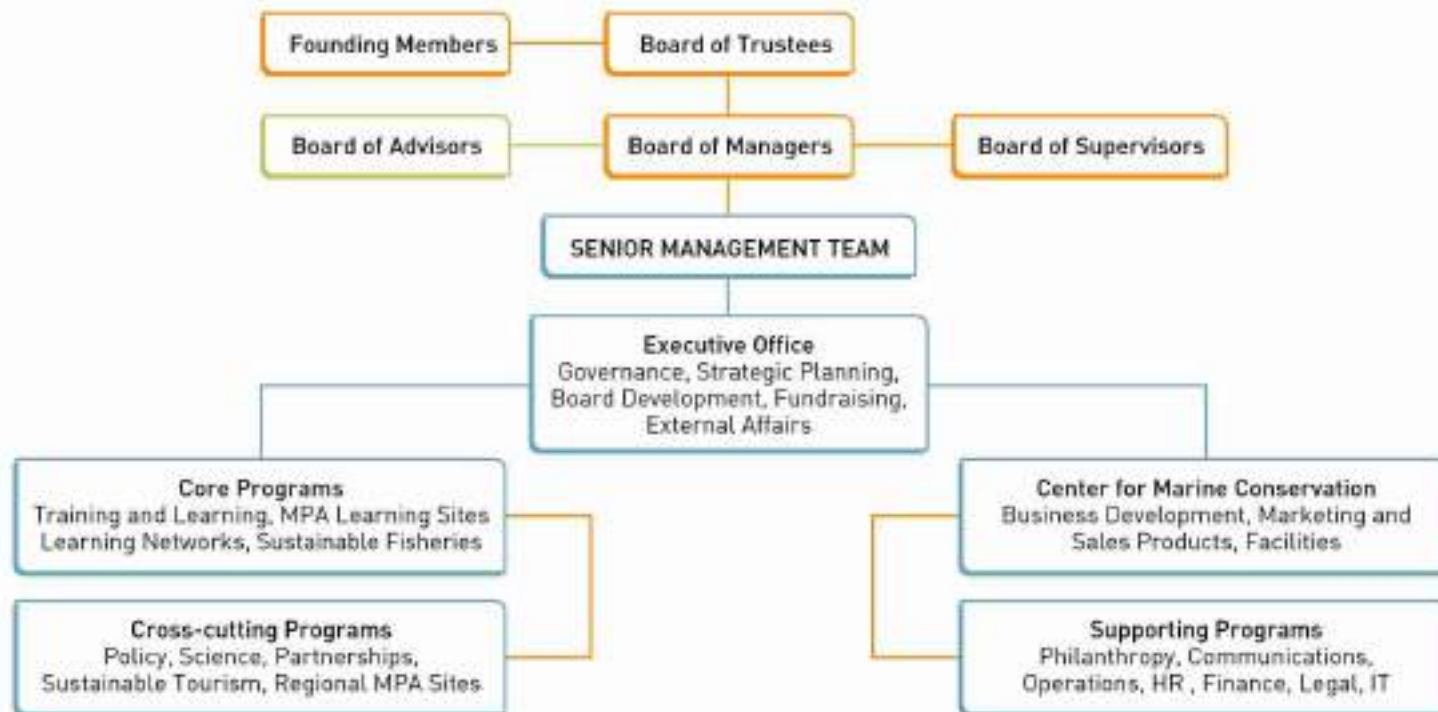 Founding Members
Board of Trustees
Board of Advisors
Board of Managers
Board of Supervisors
SENIOR MANAGEMENT TEAM
Executive Office
Governance, Strategic Planning,
Board Development, Fundraising,
External Affairs
Core Programs
Training and Learning, MPA Learning Sites
Learning Networks, Sustainable Fisheries
Center for Marine Conservation
Business Development, Marketing and
Sales Products, Facilities
Cross-cutting Programs
Policy, Science, Partnerships,
Sustainable Tourism, Regional MPA Sites
Supporting Programs
Philanthropy, Communications,
Operations, HR , Finance, Legal, IT